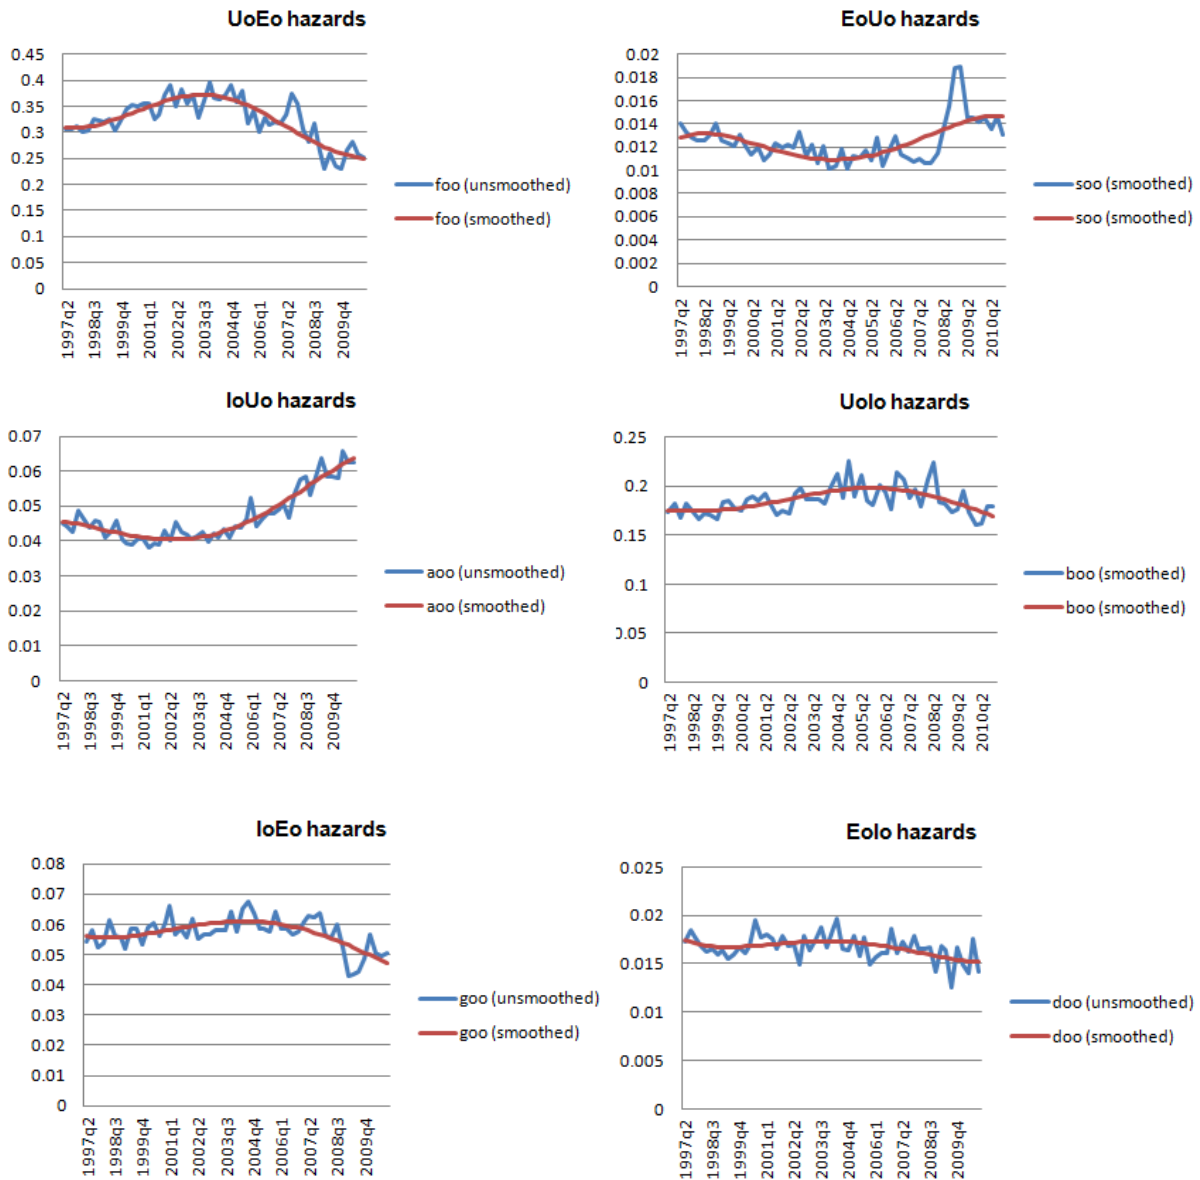 UoEo hazards
0.45
0.4
0.35
0.3
0.25
0.2
0.15
0.1
0.05
0
1997q2
1998q3
1999q4
2001q1
2002q2
2003q3
2004q4
2006q1
2007q2
2008q3
2009q4
foo (unsmoothed)
foo (smoothed)
EoUo hazards
0.02
0.018
0.016
0.014
0.012
0.01
0.008
0.006
0.004
0.002
0
1997q2
1998q2
1999q2
2000q2
2001q2
2002q2
2003q2
2004q2
2005q2
2006q2
2007q2
2008q2
2009q2
2010q2
soo (smoothed)
soo (smoothed)
IoUo hazards
0.07
0.06
0.05
0.04
0.03
0.02
0.01
0
1997q2
1998q3
1999q4
2001q1
2002q2
2003q3
2004q4
2006q1
2007q2
2008q3
2009q4
aoo (unsmoothed)
aoo (smoothed)
UoIo hazards
0.25
0.2
0.15
0.1
0.05
0
1997q2
1998q2
1999q2
2000q2
2001q2
2002q2
2003q2
2004q2
2005q2
2006q2
2007q2
2008q2
2009q2
2010q2
boo (smoothed)
boo (smoothed)
IoEo hazards
0.08
0.07
0.06
0.05
0.04
0.03
0.02
0.01
0
1997q2
1998q3
1999q4
2001q1
2002q2
2003q3
2004q4
2006q1
2007q2
2008q3
2009q4
goo (unsmoothed)
goo (smoothed)
EoIo hazards
0.025
0.02
0.015
0.01
0.005
0
1997q2
1998q3
1999q4
2001q1
2002q2
2003q3
2004q4
2006q1
2007q2
2008q3
2009q4
doo (unsmoothed)
doo (smoothed)